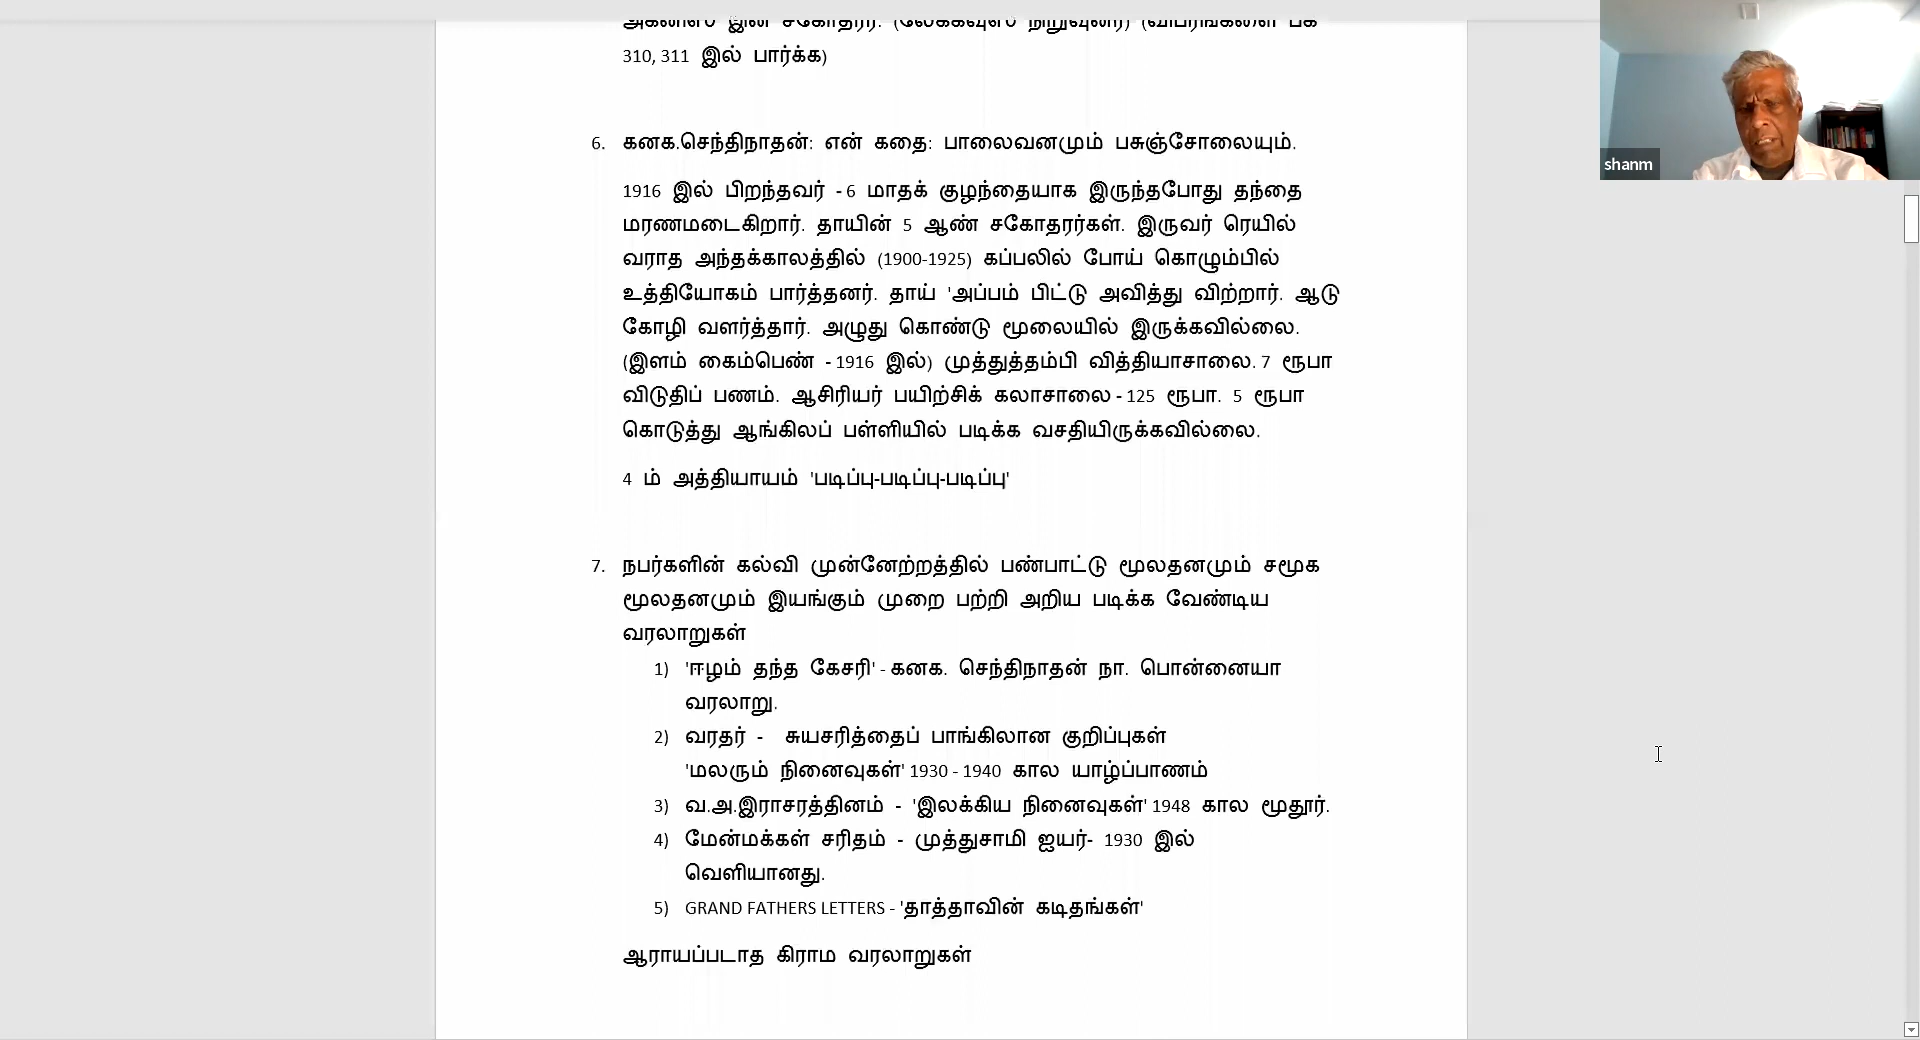 310, 311 இல் பார்க்க)
6. கனக.செந்திநாதன்: என் கதை: பாலைவனமும் பசுஞ்சோலையும்.
1916 இல் பிறந்தவர் - 6 மாதக் குழந்தையாக இருந்தபோது தந்தை
மரணமடைகிறார். தாயின் 5 ஆண் சகோதரர்கள். இருவர் ரெயில்
வராத அந்தக்காலத்தில் (1900-1925) கப்பலில் போய் கொழும்பில்
உத்தியோகம் பார்த்தனர். தாய் 'அப்பம் பிட்டு அவித்து விற்றார். ஆடு
கோழி வளர்த்தார். அழுது கொண்டு மூலையில் இருக்கவில்லை.
(இளம் கைம்பெண் - 1916 இல்) முத்துத்தம்பி வித்தியாசாலை. 7 ரூபா
விடுதிப் பணம். ஆசிரியர் பயிற்சிக் கலாசாலை - 125 ரூபா. 5 ரூபா
கொடுத்து ஆங்கிலப் பள்ளியில் படிக்க வசதியிருக்கவில்லை.
4 ம் அத்தியாயம் 'படிப்பு-படிப்பு-படிப்பு'
7. நபர்களின் கல்வி முன்னேற்றத்தில் பண்பாட்டு மூலதனமும் சமூக
மூலதனமும் இயங்கும் முறை பற்றி அறிய படிக்க வேண்டிய
வரலாறுகள்
1) 'ஈழம் தந்த கேசரி' - கனக. செந்திநாதன் நா. பொன்னையா
வரலாறு.
2) வரதர் - சுயசரித்தைப் பாங்கிலான குறிப்புகள்
'மலரும் நினைவுகள்' 1930 - 1940 கால யாழ்ப்பாணம்
3) வ.அ.இராசரத்தினம் - 'இலக்கிய நினைவுகள்' 1948 கால மூதூர்.
4) மேன்மக்கள் சரிதம் - முத்துசாமி ஐயர்- 1930 இல்
வெளியானது.
5) GRAND FATHERS LETTERS - 'தாத்தாவின் கடிதங்கள்'
ஆராயப்படாத கிராம வரலாறுகள்
shanm